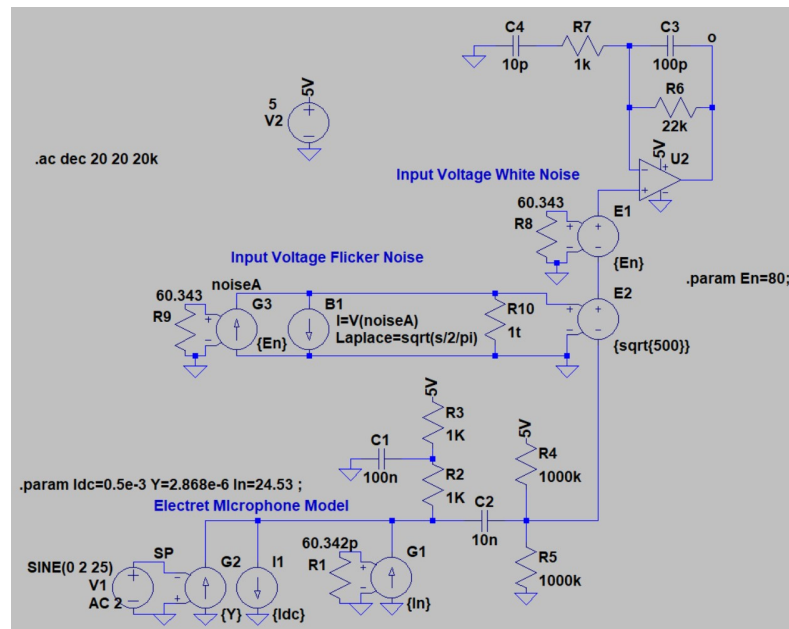 C4
R7
C3
o
10p
1k
100p
5V
5
V2
R6
22k
5V
U2
.ac dec 20 20 20k
Input Voltage White Noise
60.343
R8
E1
{En}
Input Voltage Flicker Noise
.param En=80;
noiseA
60.343
R9
G3
{En}
B1
I=V(noiseA)
Laplace=sqrt(s/2/pi)
R10
1t
E2
{sqrt{500}}
5V
R3
1K
5V
C1
100n
R4
1000k
R2
1K
.param Idc=0.5e-3 Y=2.868e-6 In=24.53 ;
C2
10n
Electret MIcrophone Model
60.342p
R1
G1
{In}
R5
1000k
SINE(0 2 25)
V1
AC 2
SP
G2
{Y}
I1
{Idc}